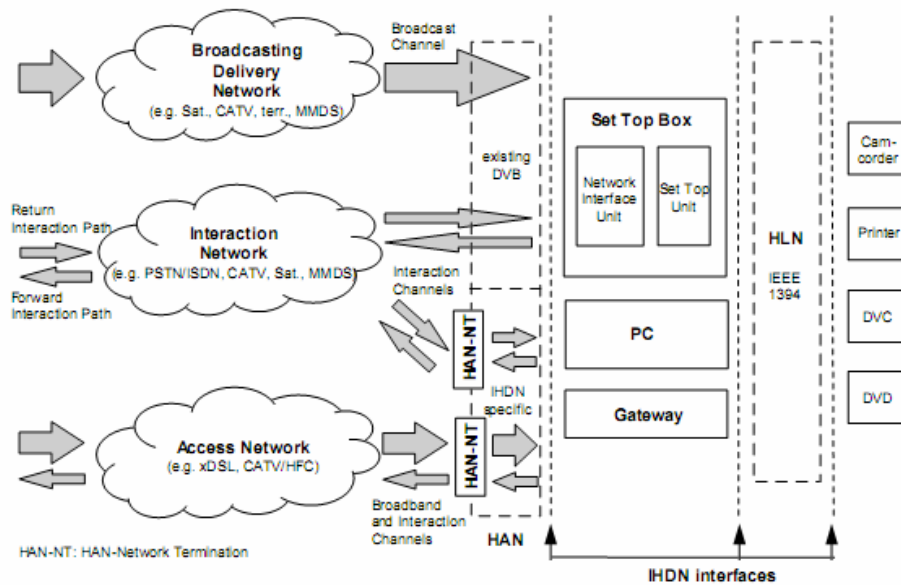 Broadcasting
Delivery
Network
(e.g. Sat., CATV, terr., MMDS)
Broadcast
Channel
existing
DVB
Set Top Box
Network
Interface
Unit
Set Top
Unit
HLN
IEEE
1394
Cam-
corder
Printer
DVC
DVD
Return
Interaction Path
Forward
Interaction Path
Interaction
Network
(e.g. PSTN/ISDN, CATV, Sat., MMDS)
Interaction
Channels
HAN-NT
PC
IHDN
specific
Gateway
Access Network
(e.g. xDSL, CATV/HFC)
HAN-NT
Broadband
and Interaction
Channels
HAN
HAN-NT: HAN-Network Termination
IHDN interfaces